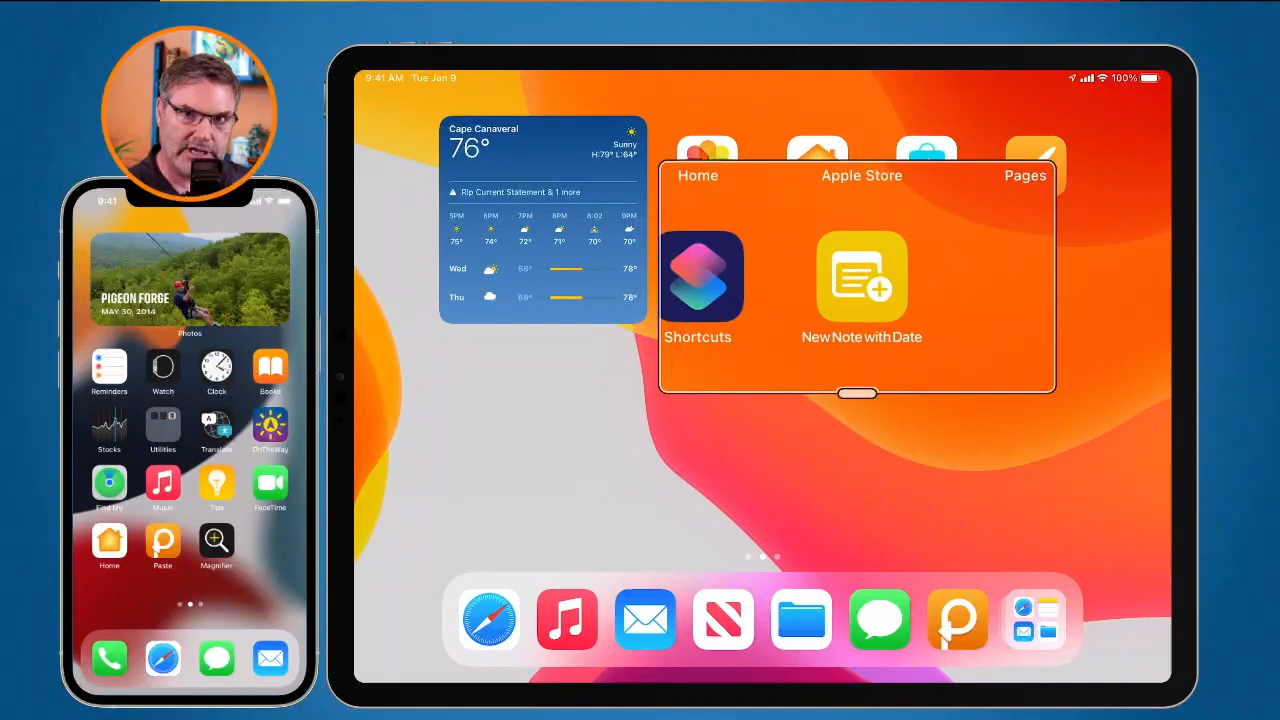 9:41
PIGEON FORGE
MAY 30, 2014
Photos
Reminders
Watch
Clock
Books
Stocks
Utilities
Translate
OnTheWay
Find My
Music
Tips
FaceTime
Home
Paste
Magnifier
9:41 AM Tue Jan 9
100%
Cape Canaveral
76°
Sunny
H:79° L:64°
Rip Current Statement & 1 more
5PM 6PM 7PM 8PM 8:02 9PM
75° 74° 72° 71° 70° 70°
Wed 68° 78°
Thu 68° 78°
Home Apple Store Pages
Shortcuts New Note with Date